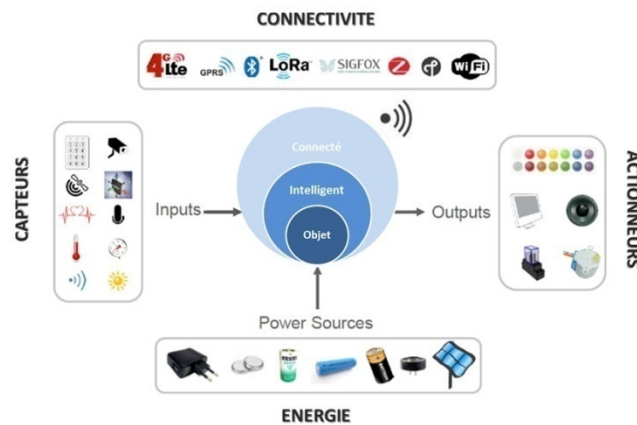 CONNECTIVITE
4G Lte
GPRS
LoRa
SIGFOX
WiFi
CAPTEURS
Connecté
Intelligent
Objet
Inputs
Outputs
ACTIONNEURS
Power Sources
ENERGIE